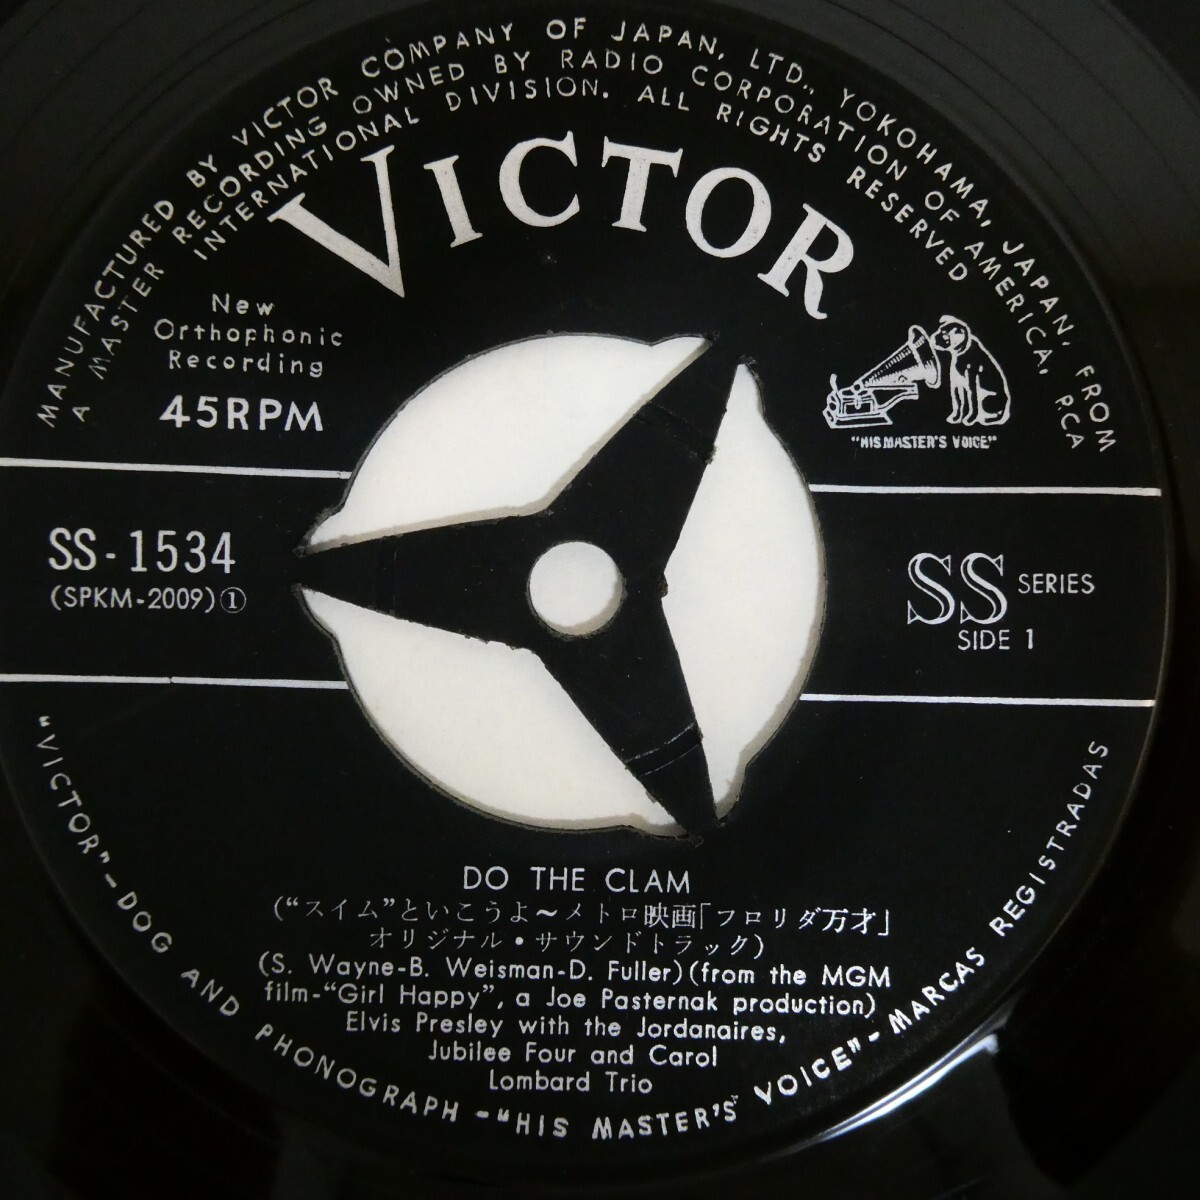 MANUFACTURED BY VICTOR COMPANY OF JAPAN, LTD., YOKOHAMA, JAPAN, FROM
A MASTER RECORDING OWNED BY RADIO CORPORATION OF AMERICA, P.CA
INTERNATIONAL DIVISION. ALL RIGHTS RESERVED
VICTOR
New
Orthophonic
Recording
45RPM
"HIS MASTER'S VOICE"
SS-1534
(SPKM-2009)①
SS SERIES
SIDE 1
DO THE CLAM
(“スイム”といこうよ～メトロ映画「フロリダ万才」
オリジナル・サウンドトラック)
(S. Wayne-B. Weisman-D. Fuller)(from the MGM
film-“Girl Happy”, a Joe Pasternak production)
Elvis Presley with the Jordanaires,
Jubilee Four and Carol
Lombard Trio
"VICTOR"-DOG AND PHONOGRAPH-"HIS MASTER'S VOICE"-MARCAS REGISTRADAS